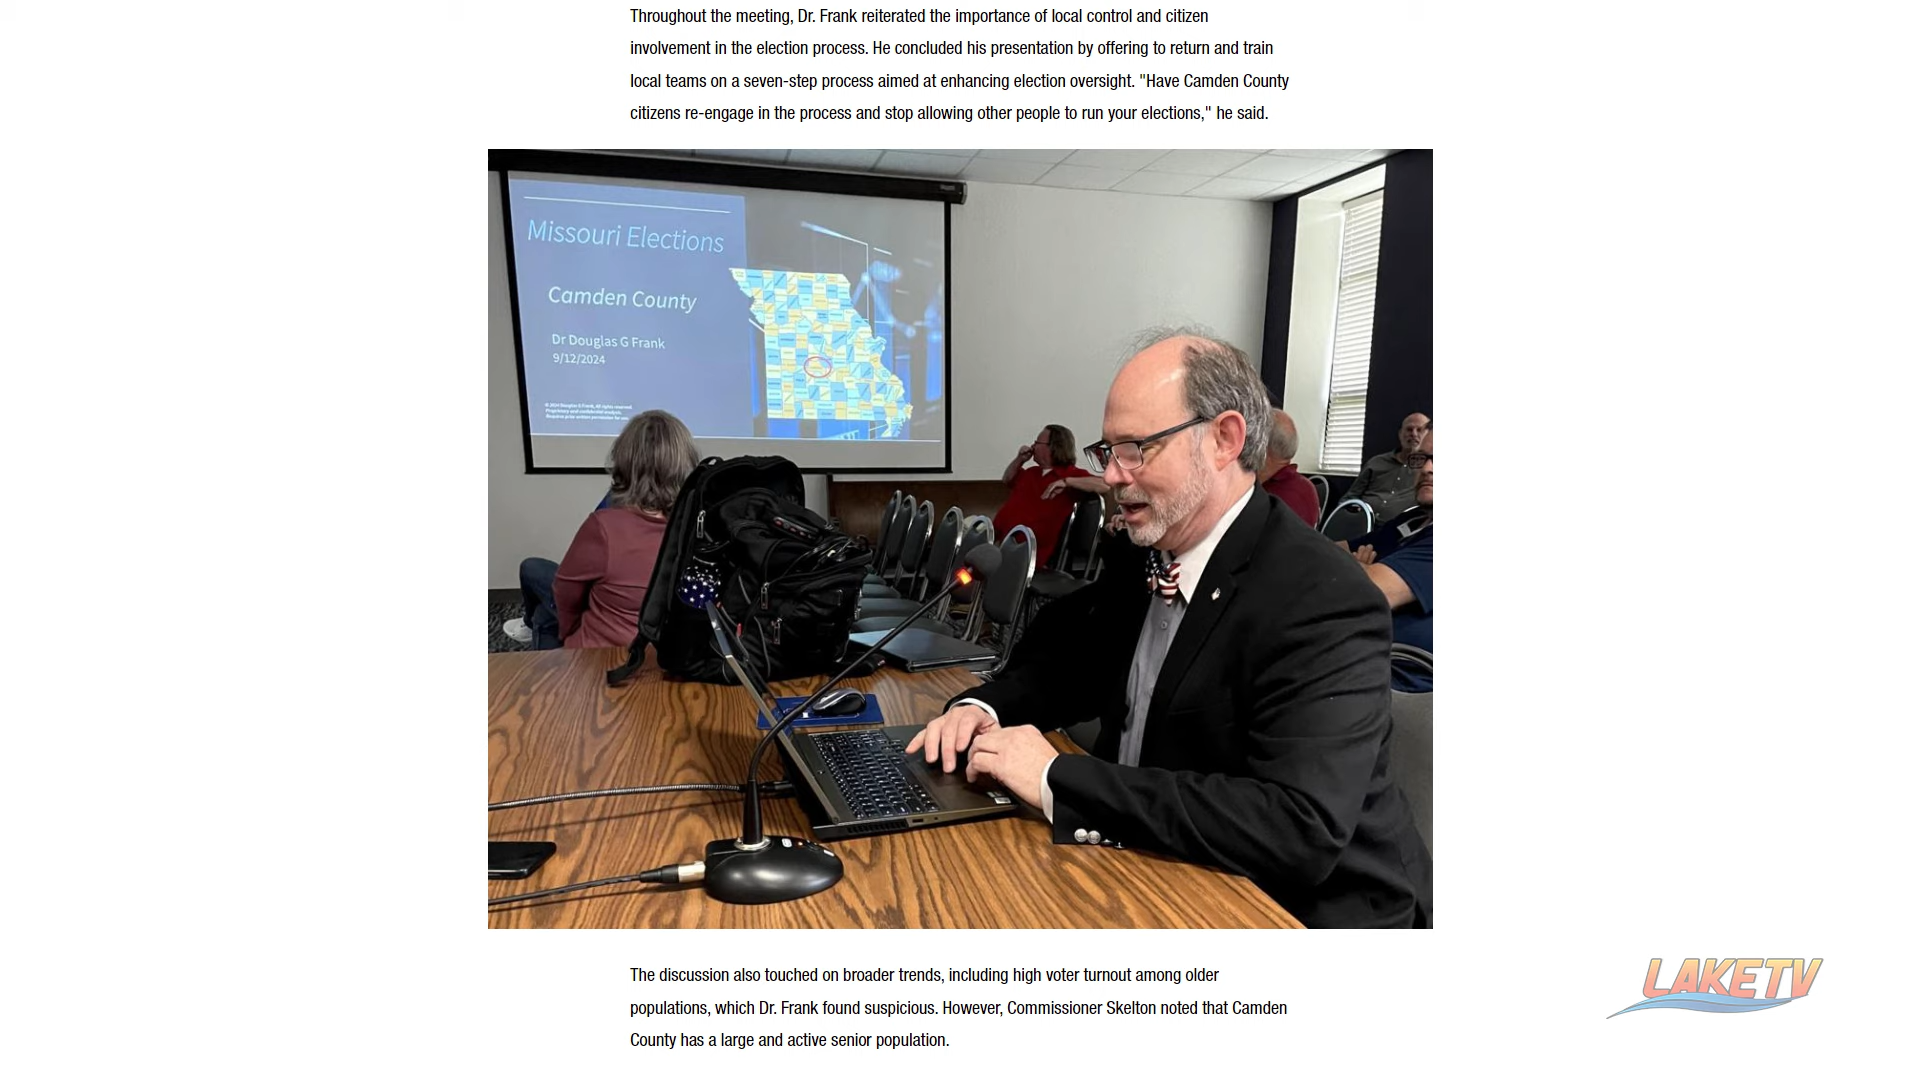 Throughout the meeting, Dr. Frank reiterated the importance of local control and citizen
involvement in the election process. He concluded his presentation by offering to return and train
local teams on a seven-step process aimed at enhancing election oversight. "Have Camden County
citizens re-engage in the process and stop allowing other people to run your elections," he said.
Missouri Elections
Camden County
Dr Douglas G Frank
9/12/2024
The discussion also touched on broader trends, including high voter turnout among older
populations, which Dr. Frank found suspicious. However, Commissioner Skelton noted that Camden
County has a large and active senior population.
LAKETV